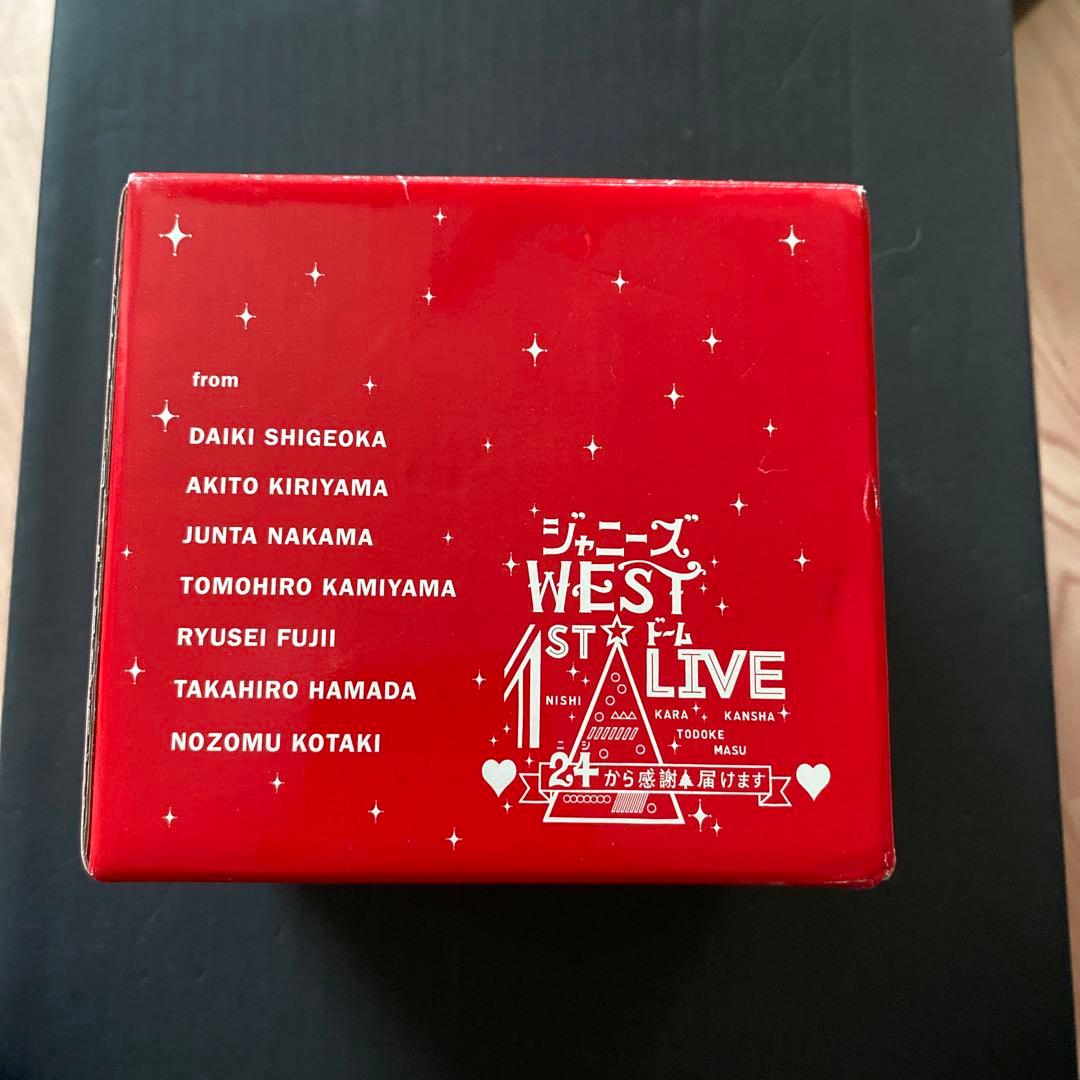 from
DAIKI SHIGEOKA
AKITO KIRIYAMA
JUNTA NAKAMA
TOMOHIRO KAMIYAMA
RYUSEI FUJII
TAKAHIRO HAMADA
NOZOMU KOTAKI
ジャニーズ
WEST
1ST☆ドーム
LIVE
NISHI
KARA KANSHA
TODOKE
MASU
ニシ
24から感謝届けます